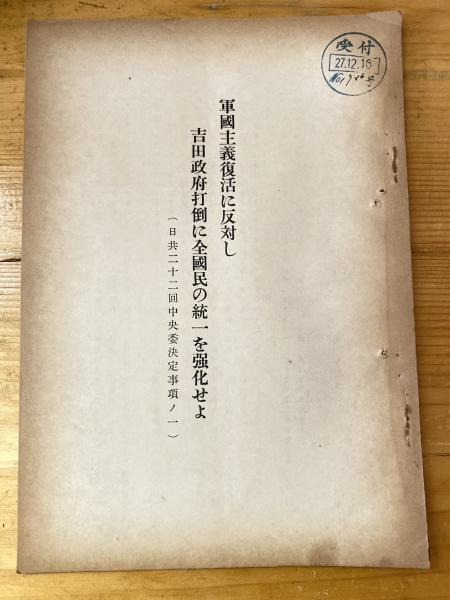 受付
27.12.18
軍國主義復活に反対し
吉田政府打倒に全國民の統一を强化せよ
（日共二十二回中央委決定事項ノ一）